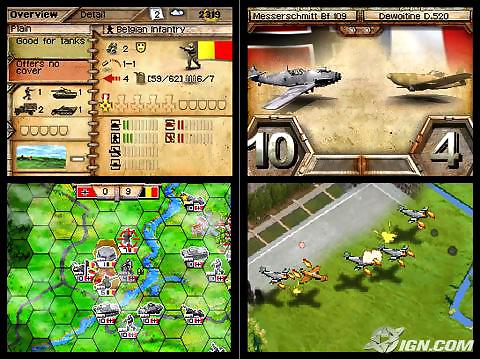 Overview Detail 2 2319
Plain
Good for tanks
Offers no cover
Belgian Infantry
1-1
4 [59/62] 6/7
1 1
1 2
Messerschmitt Bf 109 Dewoitine D.520
10 4
0 9
IGN.COM